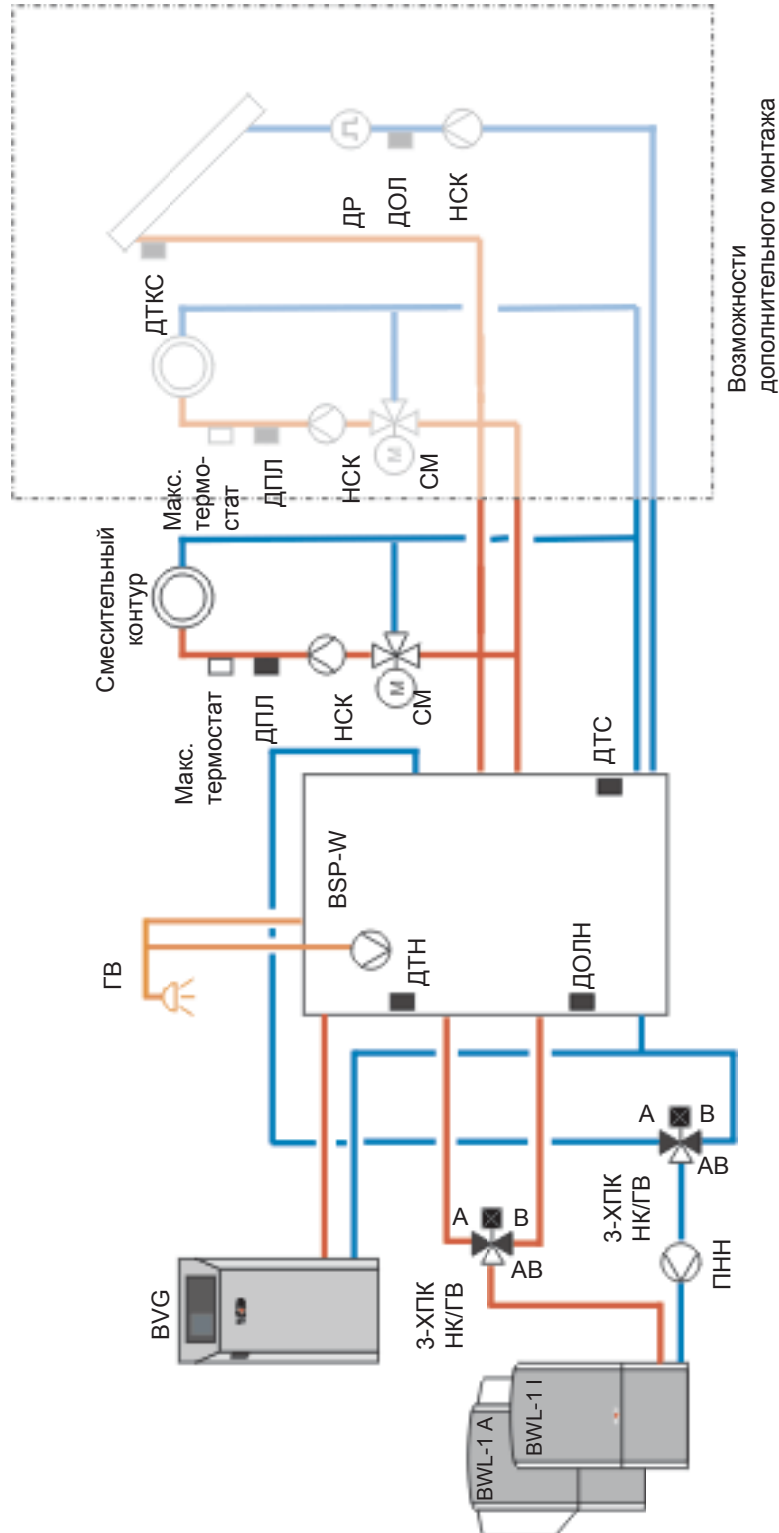 BWL-1 A
BWL-1 I
BVG
3-ХПК
НК/ГВ
A
B
AB
3-ХПК
НК/ГВ
A
B
AB
ПНН
ГВ
BSP-W
ДТН
ДОЛН
ДТС
Смесительный
контур
Макс.
термостат
ДПЛ
НСК
СМ
M
Макс.
термо-
стат
ДПЛ
НСК
СМ
M
ДТКС
ДР
ДОЛ
НСК
Возможности
дополнительного монтажа